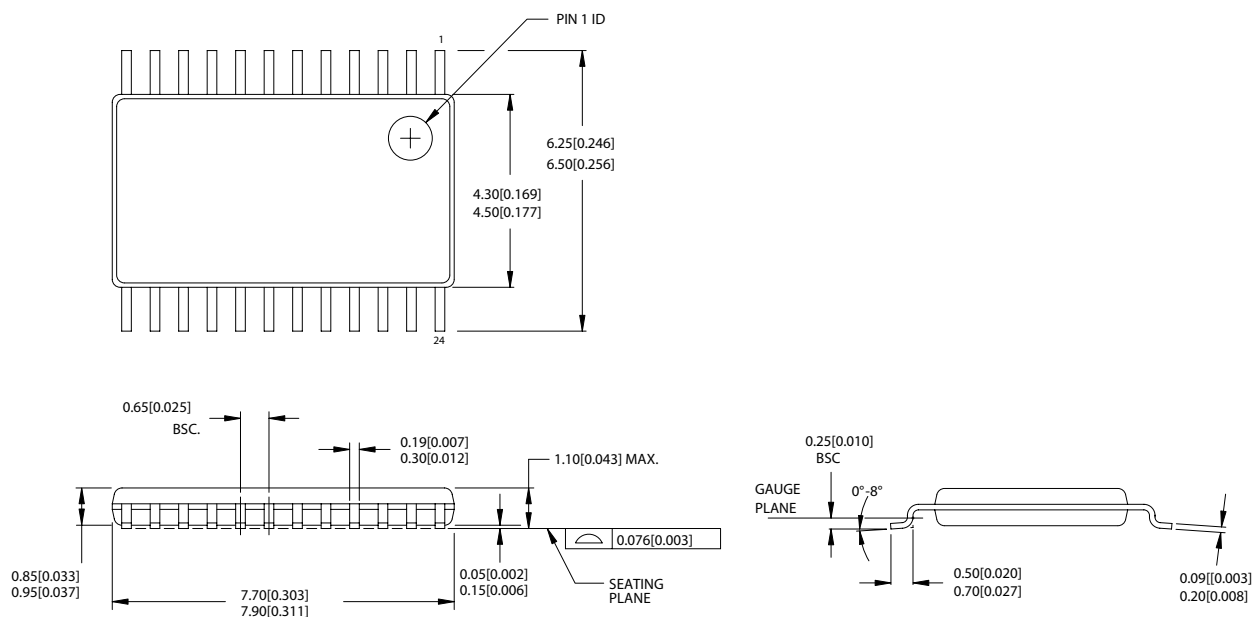 PIN 1 ID
1
6.25[0.246]
6.50[0.256]
4.30[0.169]
4.50[0.177]
24
0.65[0.025]
BSC.
0.19[0.007]
0.30[0.012]
1.10[0.043] MAX.
0.25[0.010]
BSC
GAUGE
PLANE
0°-8°
0.076[0.003]
0.85[0.033]
0.95[0.037]
7.70[0.303]
7.90[0.311]
0.05[0.002]
0.15[0.006]
SEATING
PLANE
0.50[0.020]
0.70[0.027]
0.09[[0.003]
0.20[0.008]